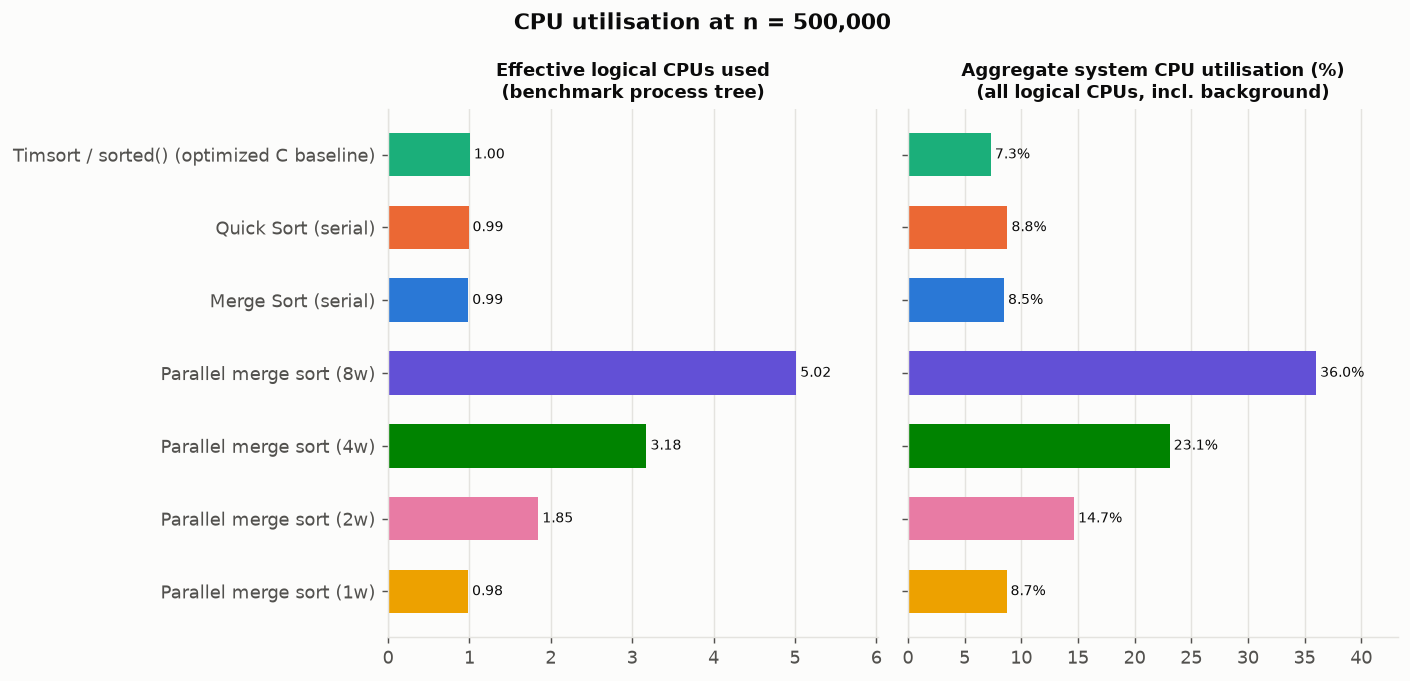 CPU utilisation at n = 500,000
Effective logical CPUs used
(benchmark process tree)
Aggregate system CPU utilisation (%)
(all logical CPUs, incl. background)
Timsort / sorted() (optimized C baseline)
1.00
7.3%
Quick Sort (serial)
0.99
8.8%
Merge Sort (serial)
0.99
8.5%
Parallel merge sort (8w)
5.02
36.0%
Parallel merge sort (4w)
3.18
23.1%
Parallel merge sort (2w)
1.85
14.7%
Parallel merge sort (1w)
0.98
8.7%
0 1 2 3 4 5 6
0 5 10 15 20 25 30 35 40